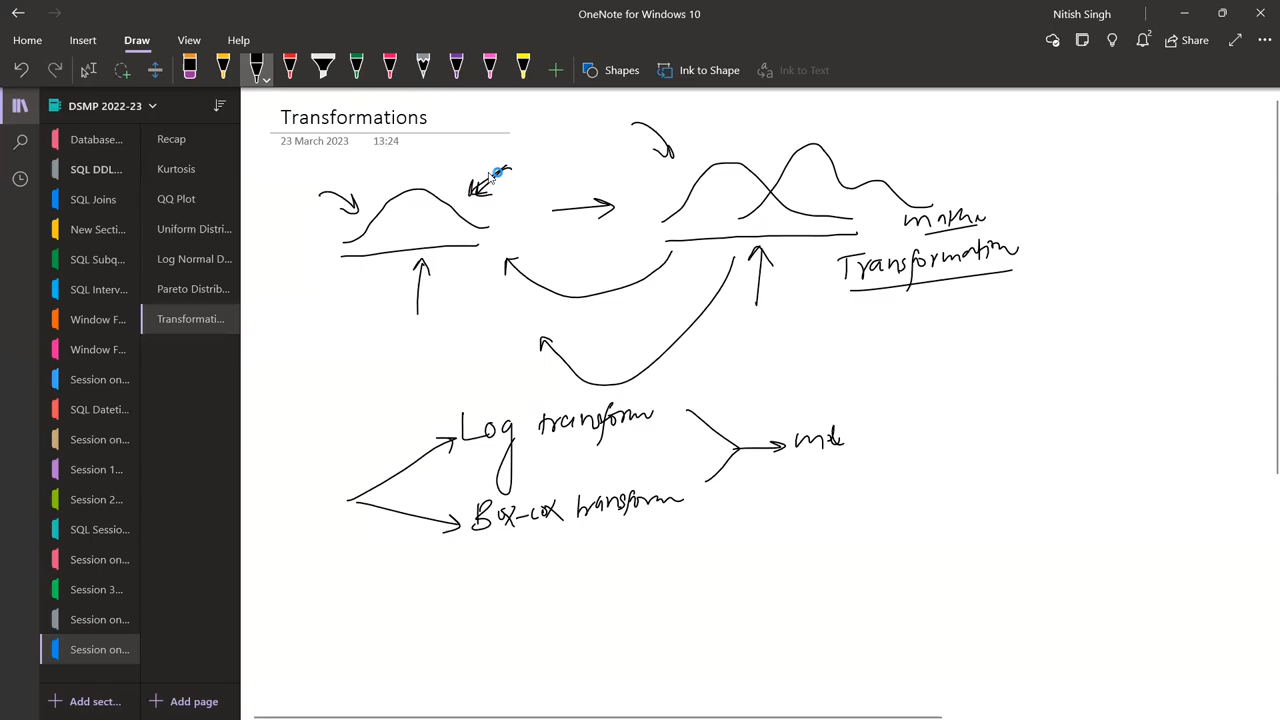 OneNote for Windows 10
Nitish Singh
Home Insert Draw View Help
Share
Shapes Ink to Shape Ink to Text
DSMP 2022-23
Database...
SQL DDL...
SQL Joins
New Secti...
SQL Subq...
SQL Interv...
Window F...
Window F...
Session on...
SQL Dateti...
Session on...
Session 1...
Session 2...
SQL Sessio...
Session on...
Session 3...
Session on...
Session on...
Add sect...
Recap
Kurtosis
QQ Plot
Uniform Distri...
Log Normal D...
Pareto Distrib...
Transformati...
Add page
Transformations
23 March 2023 13:24
Transformation
Log transform
Box-cox transform